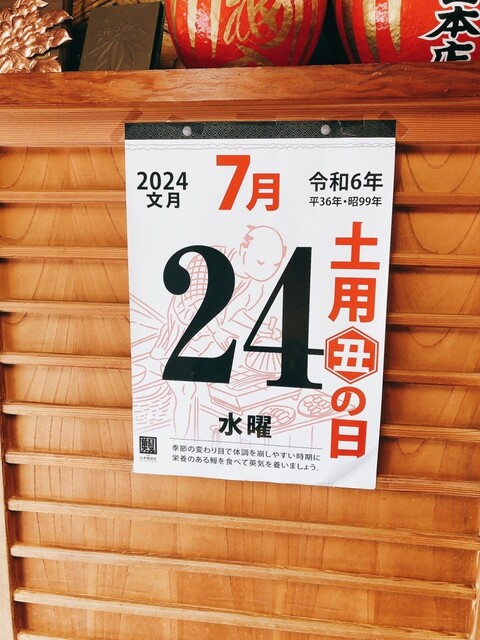 本店
2024
文月
7月
令和6年
平36年・昭99年
24
土用丑の日
水曜
季節の変わり目で体調を崩しやすい時期に
栄養のある鰻を食べて英気を養いましょう。